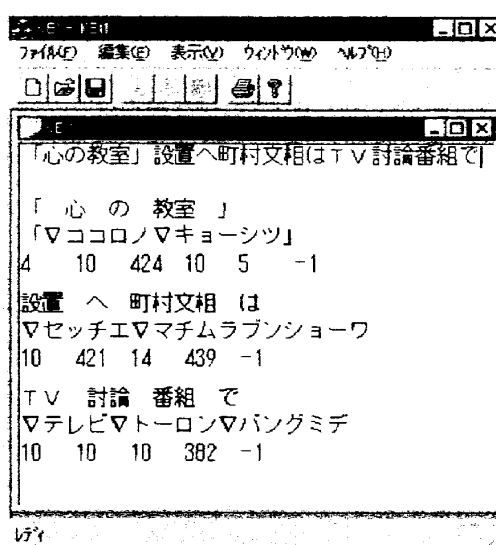 ファイル(F) 編集(E) 表示(V) ウィンドウ(W) ヘルプ(H)
「心の教室」設置へ町村文相はTV討論番組で
「 心 の 教室 」
「∇ココロノ∇キョーシツ」
4 10 424 10 5 -1
設置 へ 町村文相 は
∇セッチエ∇マチムラブンショーワ
10 421 14 439 -1
TV 討論 番組 で
∇テレビ∇トーロン∇バングミデ
10 10 10 382 -1
レディ